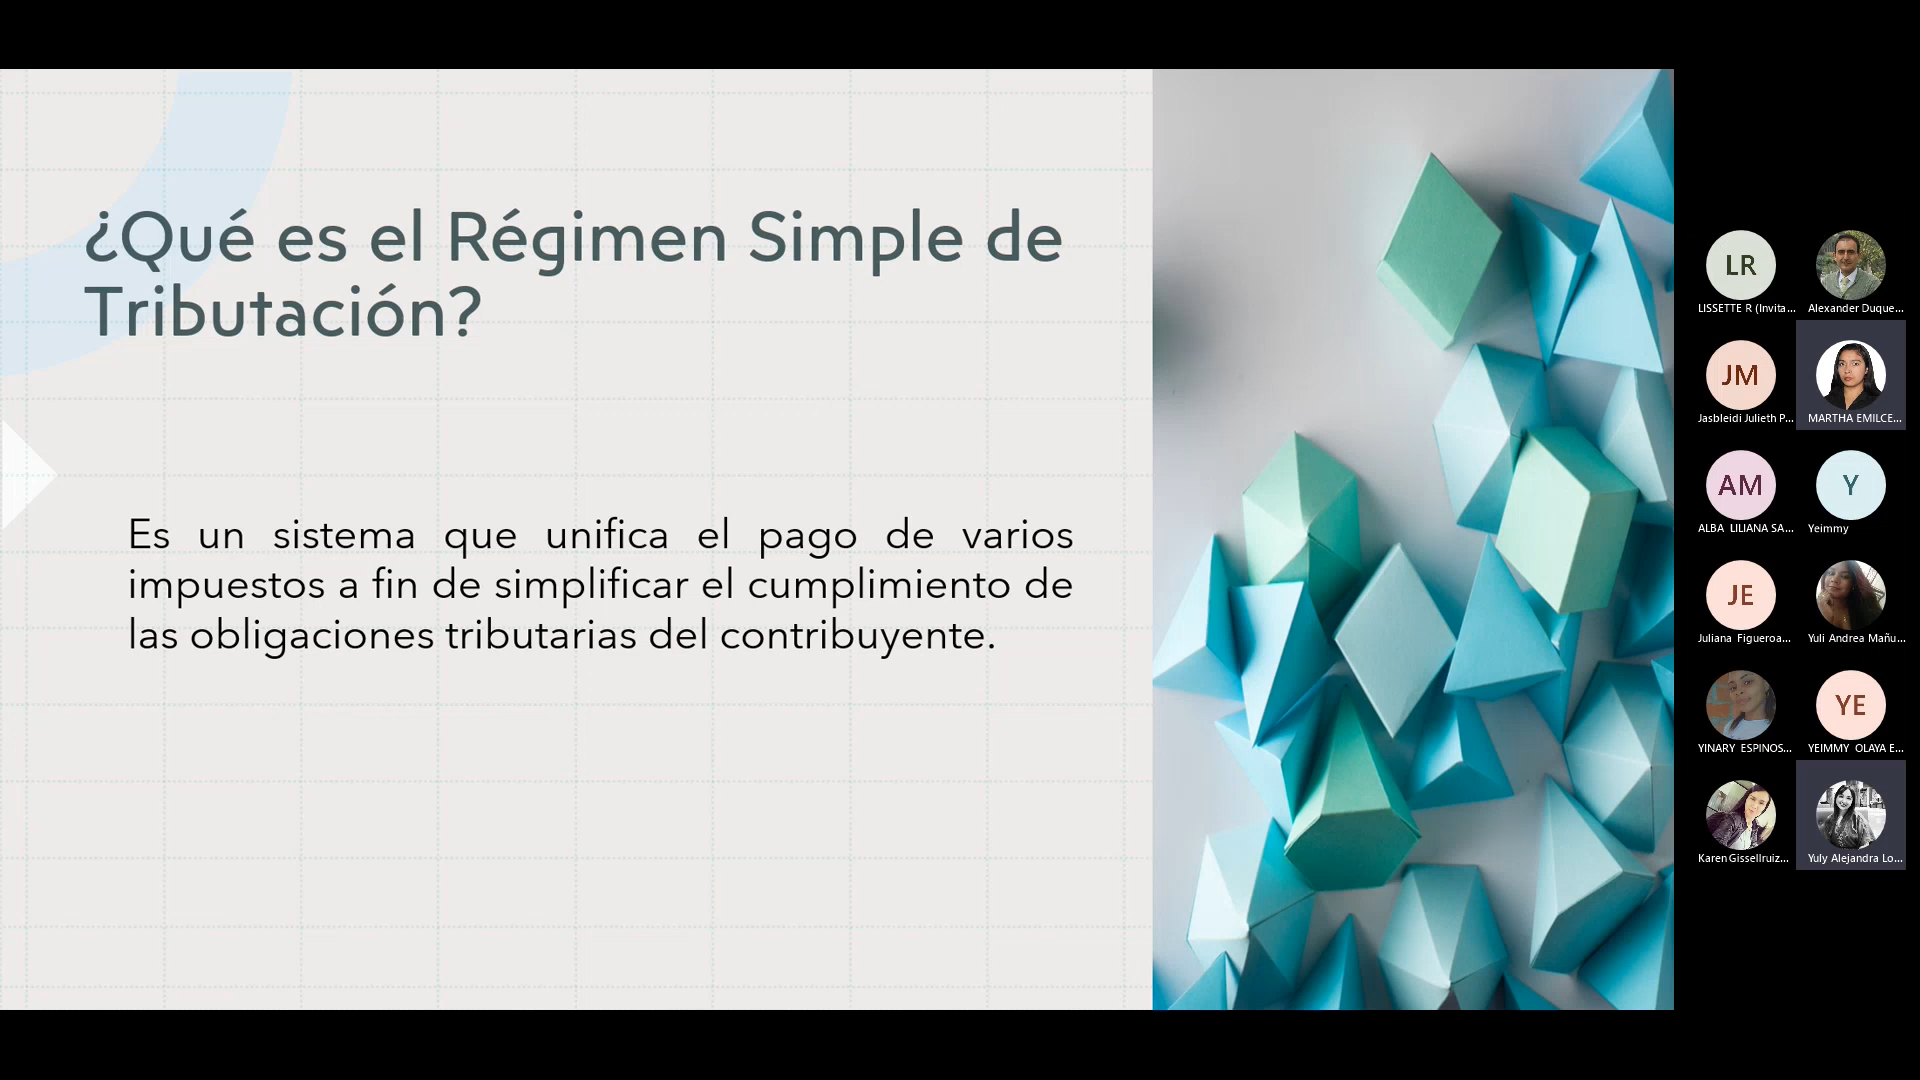 ¿Qué es el Régimen Simple de
Tributación?
Es un sistema que unifica el pago de varios
impuestos a fin de simplificar el cumplimiento de
las obligaciones tributarias del contribuyente.
LR
LISSETTE R (Invita...
Alexander Duque...
JM
Jasbleidi Julieth P...
MARTHA EMILCE...
AM
ALBA LILIANA SA...
Y
Yeimmy
JE
Juliana Figueroa...
Yuli Andrea Mañu...
YINARY ESPINOS...
YE
YEIMMY OLAYA E...
Karen Gissellruiz...
Yuly Alejandra Lo...